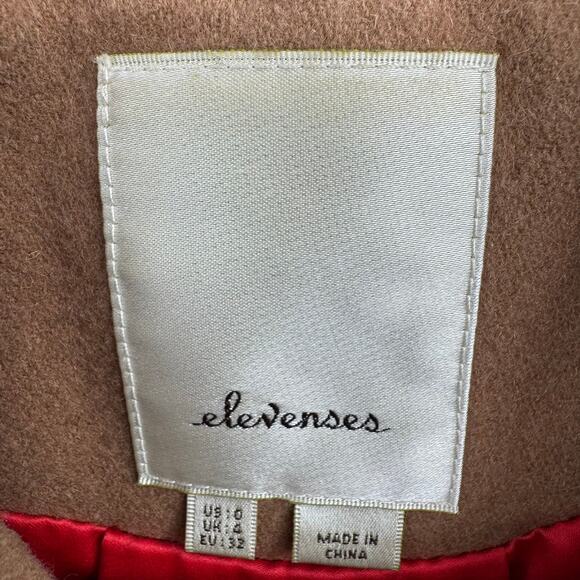 elevenses
US : 0
UK : 4
EU : 32
MADE IN
CHINA